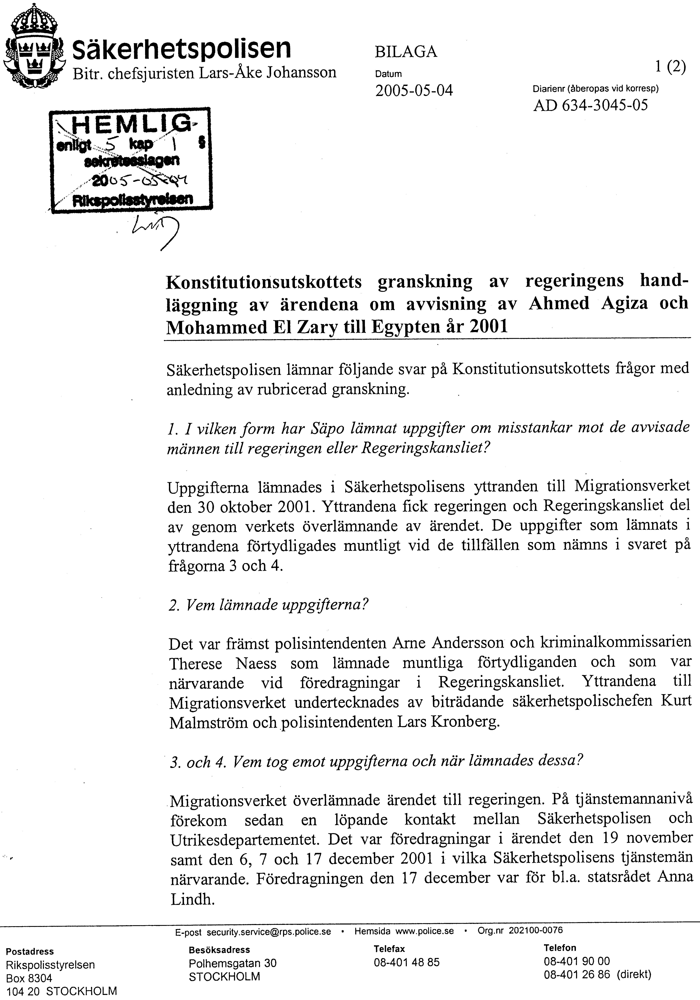 Säkerhetspolisen
Bitr. chefsjuristen Lars-Åke Johansson
BILAGA
Datum
2005-05-04
1 (2)
Diarienr (åberopas vid korresp)
AD 634-3045-05
HEMLIG
enligt 5 kap 1 §
sekretesslagen
2005-05-04
Rikspolisstyrelsen
Konstitutionsutskottets granskning av regeringens hand-
läggning av ärendena om avvisning av Ahmed Agiza och
Mohammed El Zary till Egypten år 2001
Säkerhetspolisen lämnar följande svar på Konstitutionsutskottets frågor med
anledning av rubricerad granskning.
1. I vilken form har Säpo lämnat uppgifter om misstankar mot de avvisade
männen till regeringen eller Regeringskansliet?
Uppgifterna lämnades i Säkerhetspolisens yttranden till Migrationsverket
den 30 oktober 2001. Yttrandena fick regeringen och Regeringskansliet del
av genom verkets överlämnande av ärendet. De uppgifter som lämnats i
yttrandena förtydligades muntligt vid de tillfällen som nämns i svaret på
frågorna 3 och 4.
2. Vem lämnade uppgifterna?
Det var främst polisintendenten Arne Andersson och kriminalkommissarien
Therese Naess som lämnade muntliga förtydliganden och som var
närvarande vid föredragningar i Regeringskansliet. Yttrandena till
Migrationsverket undertecknades av biträdande säkerhetspolischefen Kurt
Malmström och polisintendenten Lars Kronberg.
3. och 4. Vem tog emot uppgifterna och när lämnades dessa?
Migrationsverket överlämnade ärendet till regeringen. På tjänstemannanivå
förekom sedan en löpande kontakt mellan Säkerhetspolisen och
Utrikesdepartementet. Det var föredragningar i ärendet den 19 november
samt den 6, 7 och 17 december 2001 i vilka Säkerhetspolisens tjänstemän
närvarande. Föredragningen den 17 december var för bl.a. statsrådet Anna
Lindh.
E-post security.service@rps.police.se • Hemsida www.police.se • Org.nr 202100-0076
Postadress
Rikspolisstyrelsen
Box 8304
104 20 STOCKHOLM
Besöksadress
Polhemsgatan 30
STOCKHOLM
Telefax
08-401 48 85
Telefon
08-401 90 00
08-401 26 86 (direkt)